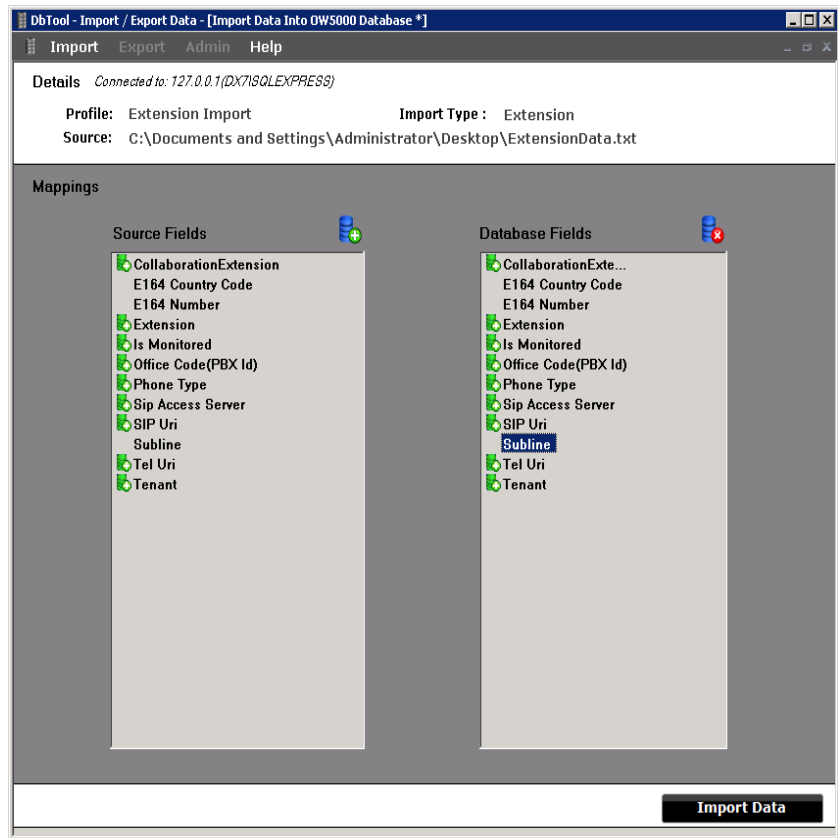 DbTool - Import / Export Data - [Import Data Into OW5000 Database *]
Import Export Admin Help
Details Connected to: 127.0.0.1(DX7\SQLEXPRESS)
Profile: Extension Import Import Type : Extension
Source: C:\Documents and Settings\Administrator\Desktop\ExtensionData.txt
Mappings
Source Fields
CollaborationExtension
E164 Country Code
E164 Number
Extension
Is Monitored
Office Code(PBX Id)
Phone Type
Sip Access Server
SIP Uri
Subline
Tel Uri
Tenant
Database Fields
CollaborationExte...
E164 Country Code
E164 Number
Extension
Is Monitored
Office Code(PBX Id)
Phone Type
Sip Access Server
SIP Uri
Subline
Tel Uri
Tenant
Import Data